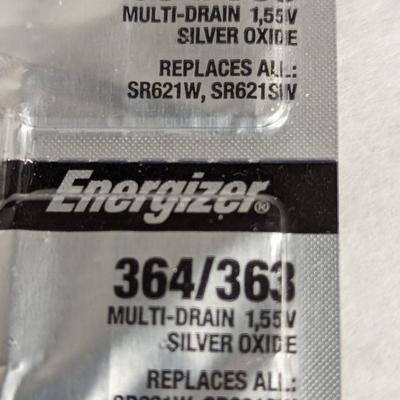 MULTI-DRAIN 1,55V
SILVER OXIDE
REPLACES ALL:
SR621W, SR621SW
Energizer®
364/363
MULTI-DRAIN 1,55V
SILVER OXIDE
REPLACES ALL: